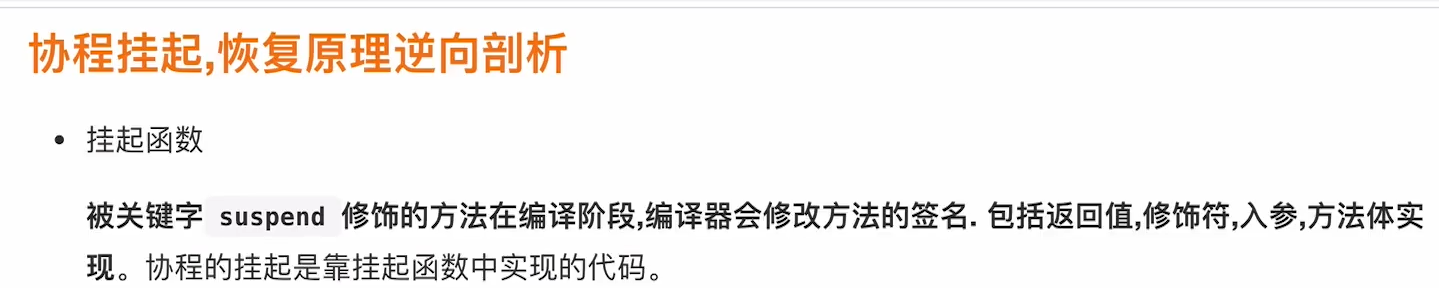 协程挂起,恢复原理逆向剖析
挂起函数
被关键字 suspend 修饰的方法在编译阶段,编译器会修改方法的签名. 包括返回值,修饰符,入参,方法体实
现。协程的挂起是靠挂起函数中实现的代码。